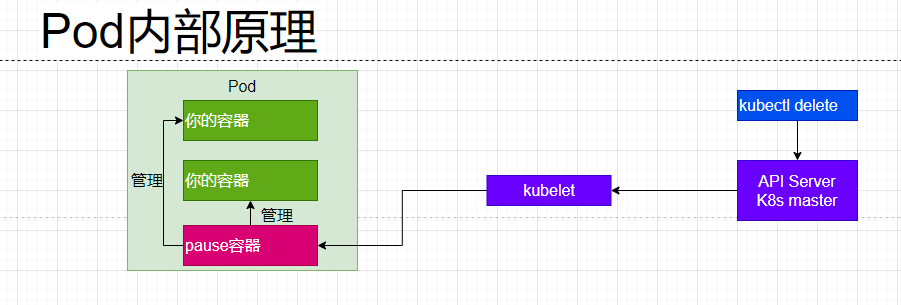 Pod内部原理
Pod
你的容器
kubectl delete
管理
你的容器
kubelet
API Server
K8s master
管理
pause容器